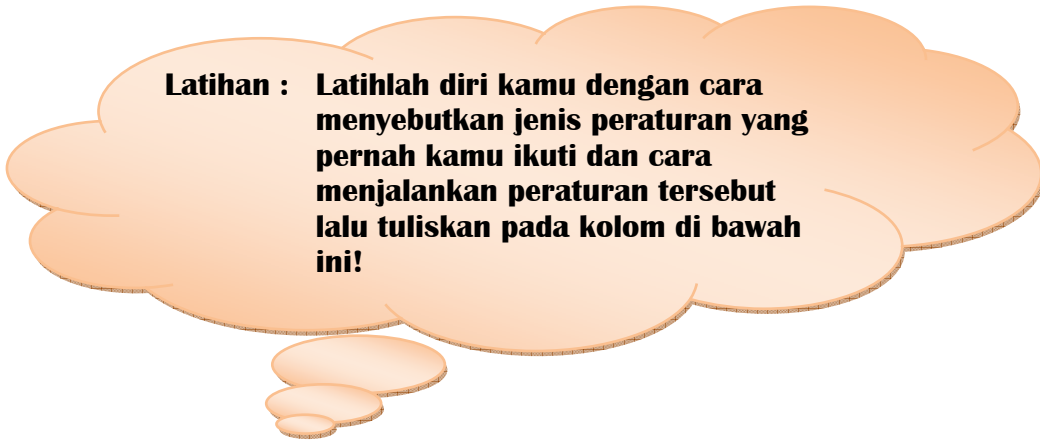 Latihan : Latihlah diri kamu dengan cara
menyebutkan jenis peraturan yang
pernah kamu ikuti dan cara
menjalankan peraturan tersebut
lalu tuliskan pada kolom di bawah
ini!